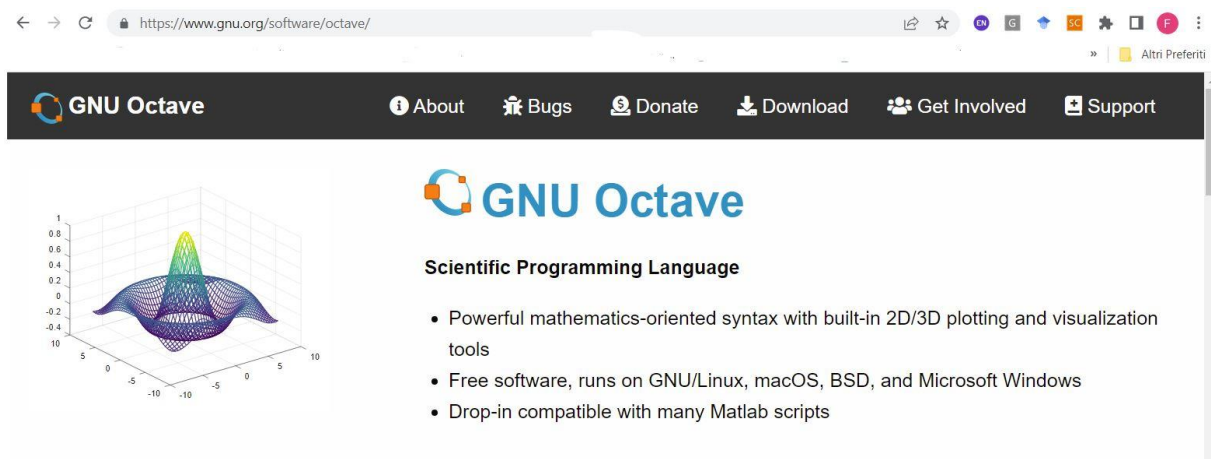 https://www.gnu.org/software/octave/
EN G SC F
» Altri Preferiti
GNU Octave About Bugs Donate Download Get Involved Support
GNU Octave
Scientific Programming Language
• Powerful mathematics-oriented syntax with built-in 2D/3D plotting and visualization
tools
• Free software, runs on GNU/Linux, macOS, BSD, and Microsoft Windows
• Drop-in compatible with many Matlab scripts
1
0.8
0.6
0.4
0.2
0
-0.2
-0.4
10
5
0
-5
-10
-10
-5
0
5
10